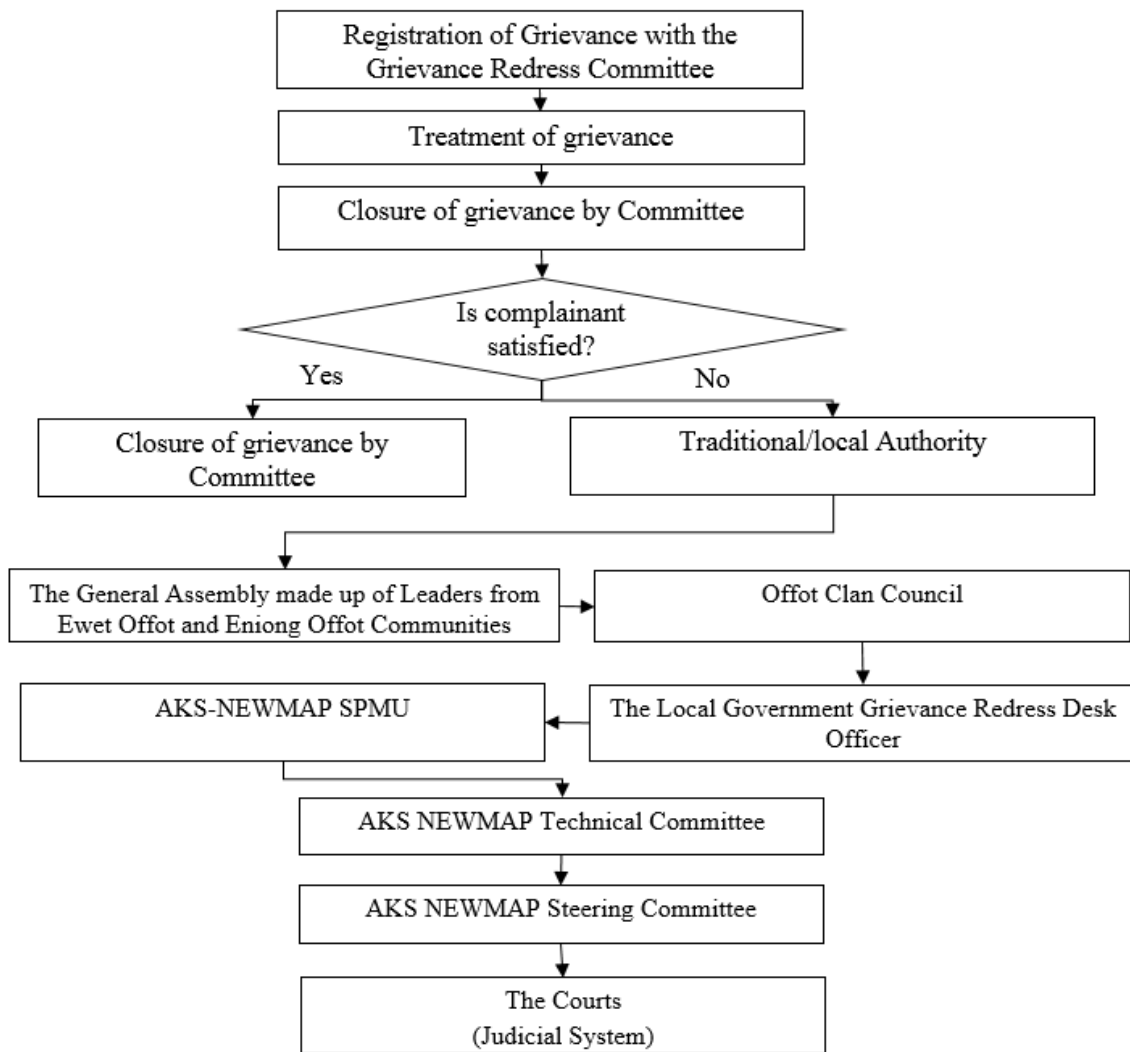 Registration of Grievance with the
Grievance Redress Committee
Treatment of grievance
Closure of grievance by Committee
Is complainant
satisfied?
Yes
No
Closure of grievance by
Committee
Traditional/local Authority
The General Assembly made up of Leaders from
Ewet Offot and Eniong Offot Communities
Offot Clan Council
AKS-NEWMAP SPMU
The Local Government Grievance Redress Desk
Officer
AKS NEWMAP Technical Committee
AKS NEWMAP Steering Committee
The Courts
(Judicial System)